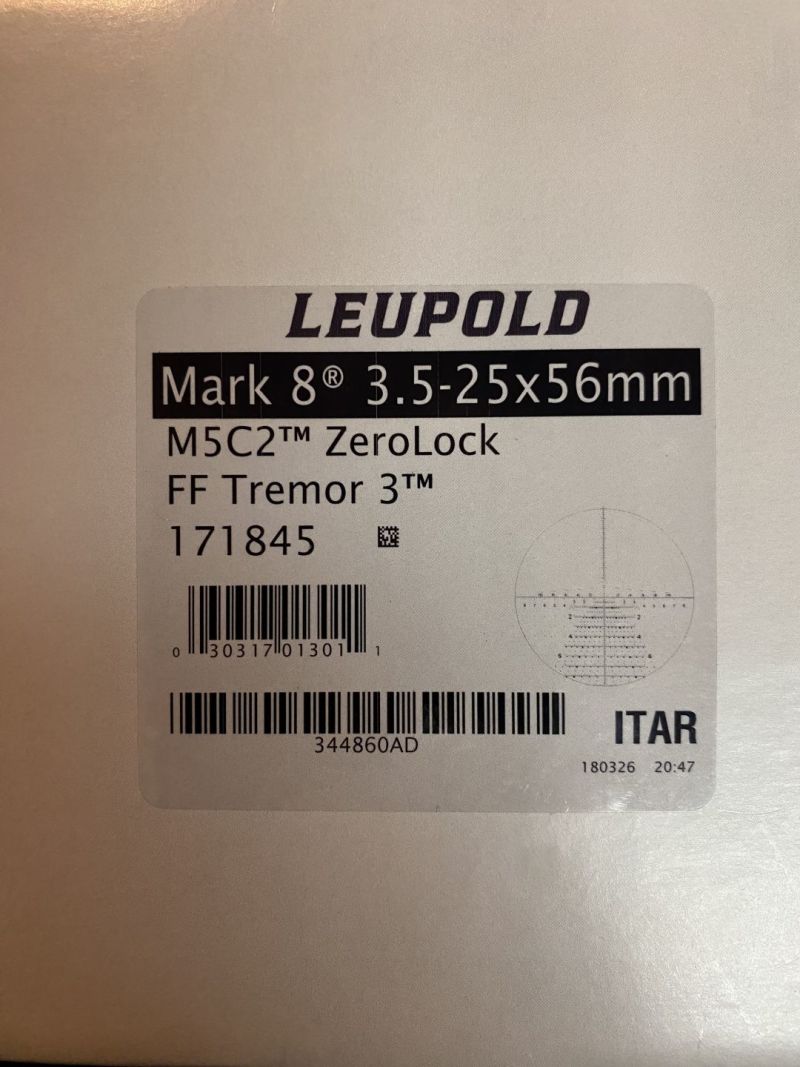 LEUPOLD
Mark 8® 3.5-25x56mm
M5C2™ ZeroLock
FF Tremor 3™
171845
0 30317 01301 1
344860AD
ITAR
180326 20:47